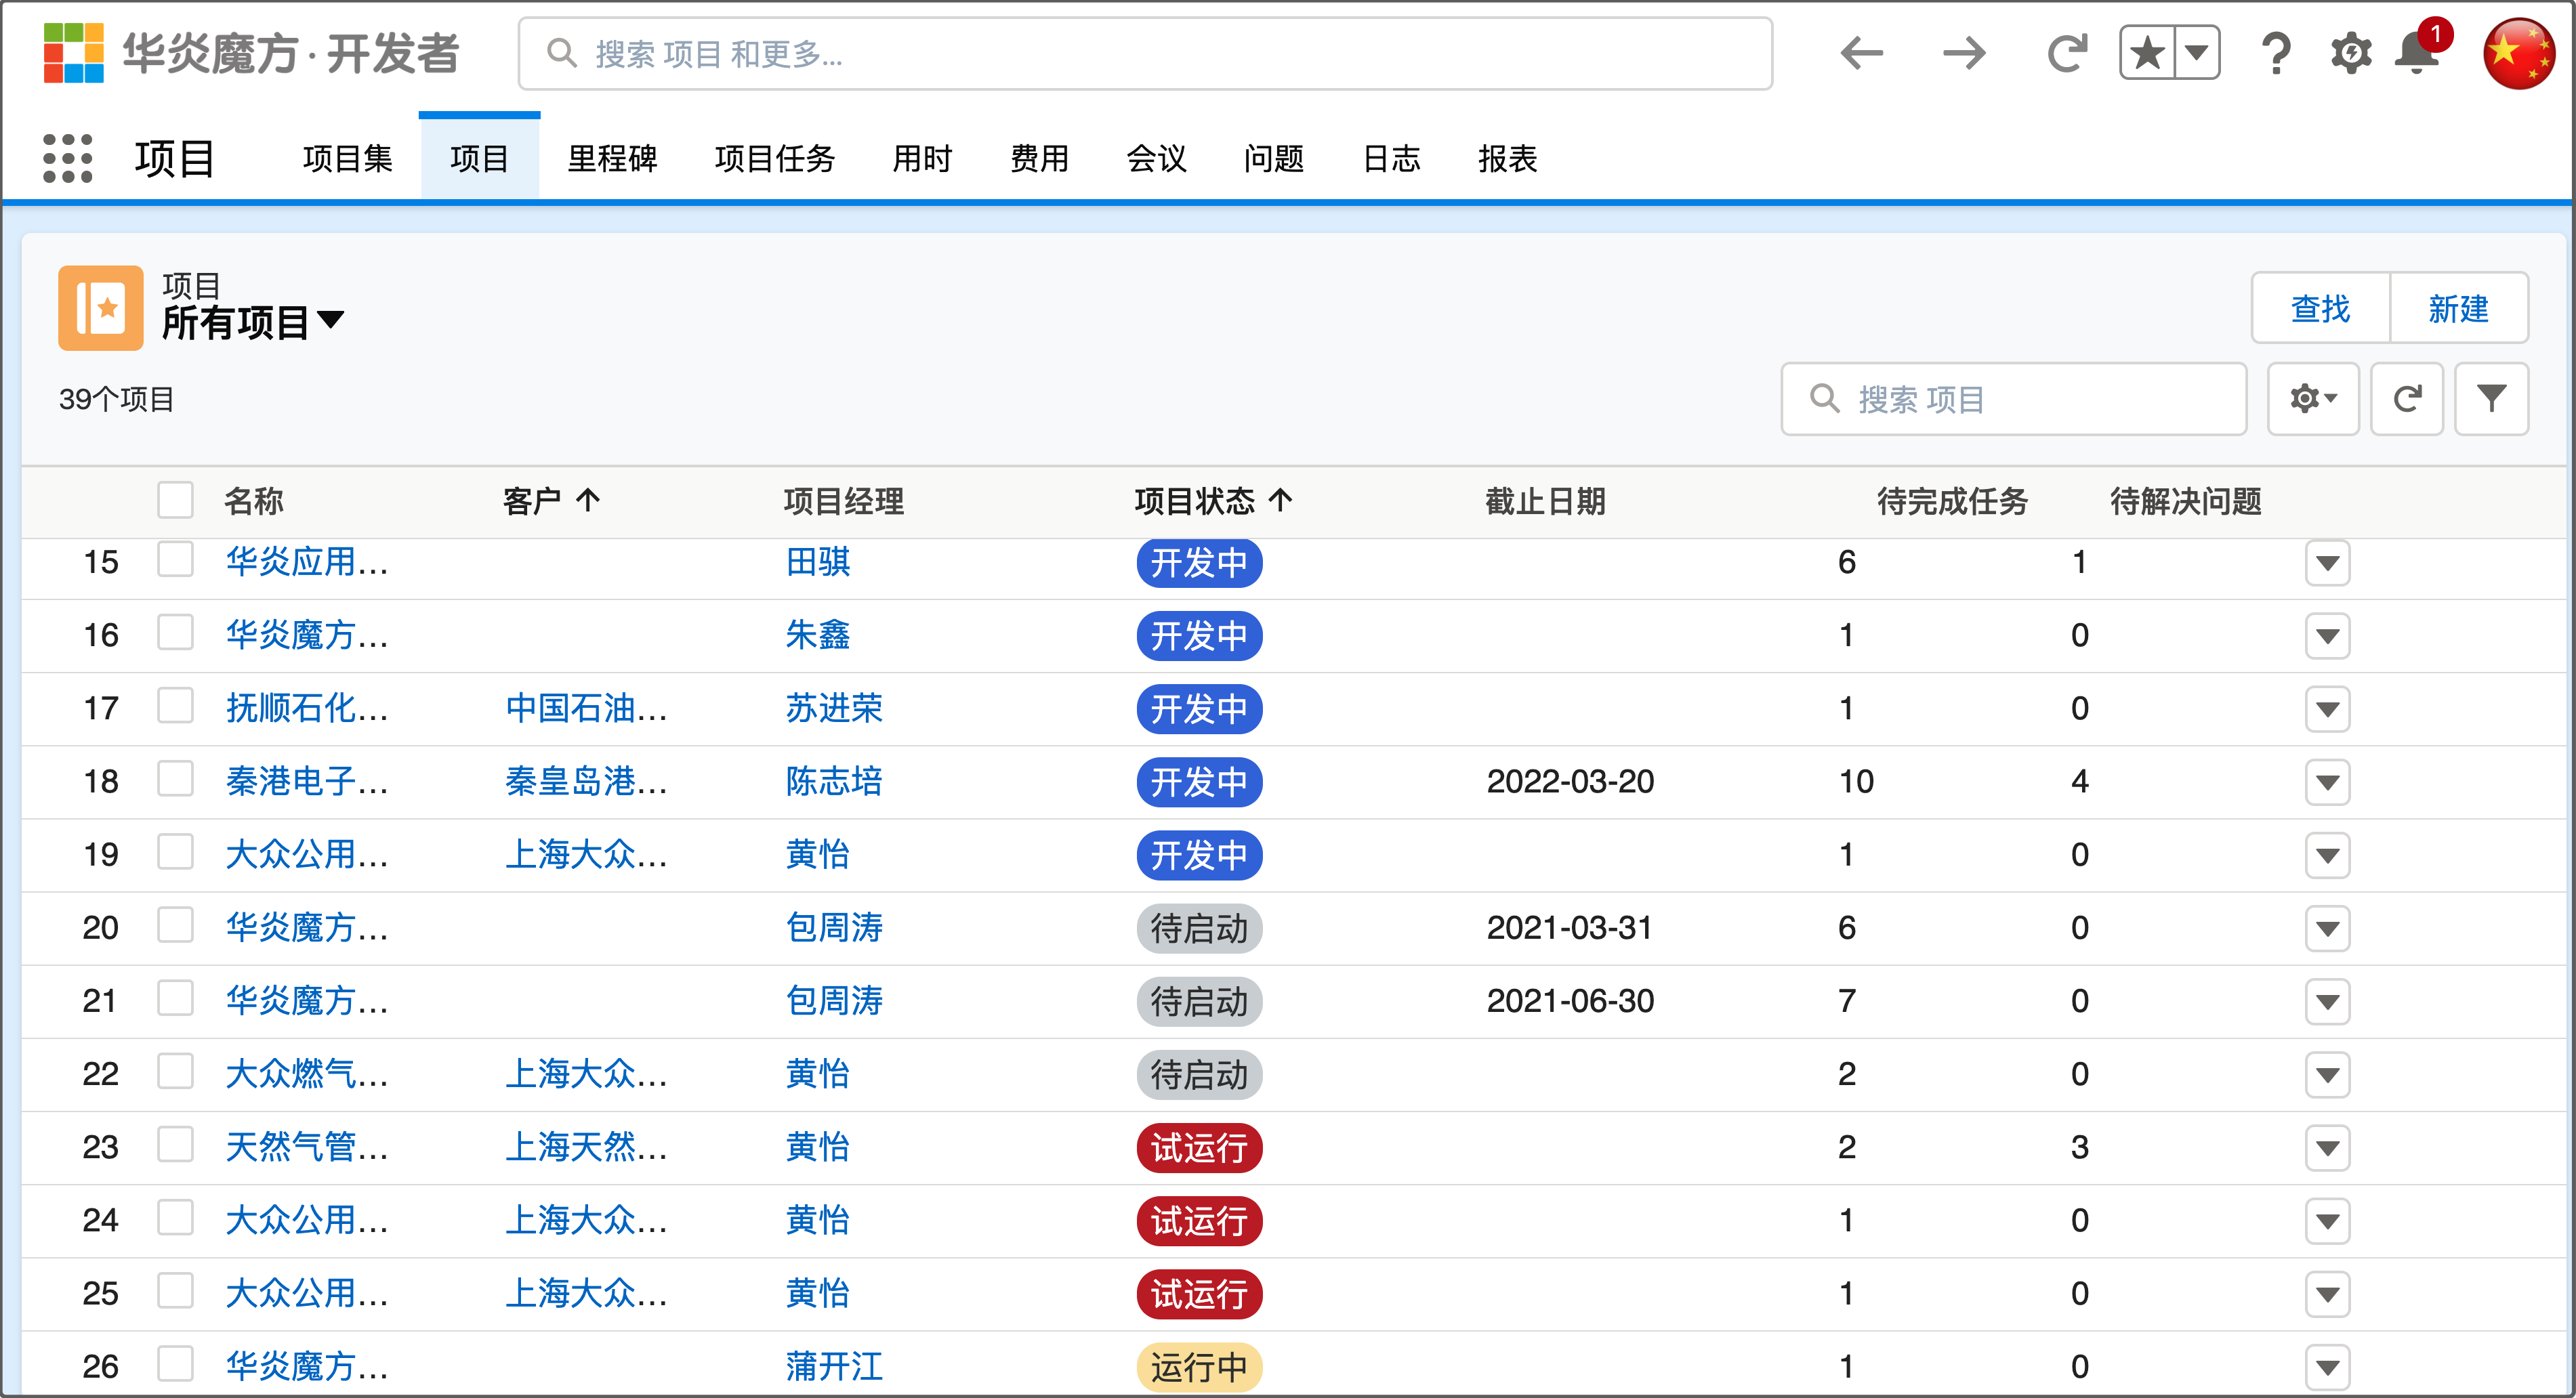 华炎魔方·开发者
搜索 项目 和更多...
1
项目 项目集 项目 里程碑 项目任务 用时 费用 会议 问题 日志 报表
项目
所有项目
查找 新建
39个项目
搜索 项目
名称 客户 ↑ 项目经理 项目状态 ↑ 截止日期 待完成任务 待解决问题
15 华炎应用... 田骐 开发中 6 1
16 华炎魔方... 朱鑫 开发中 1 0
17 抚顺石化... 中国石油... 苏进荣 开发中 1 0
18 秦港电子... 秦皇岛港... 陈志培 开发中 2022-03-20 10 4
19 大众公用... 上海大众... 黄怡 开发中 1 0
20 华炎魔方... 包周涛 待启动 2021-03-31 6 0
21 华炎魔方... 包周涛 待启动 2021-06-30 7 0
22 大众燃气... 上海大众... 黄怡 待启动 2 0
23 天然气管... 上海天然... 黄怡 试运行 2 3
24 大众公用... 上海大众... 黄怡 试运行 1 0
25 大众公用... 上海大众... 黄怡 试运行 1 0
26 华炎魔方... 蒲开江 运行中 1 0